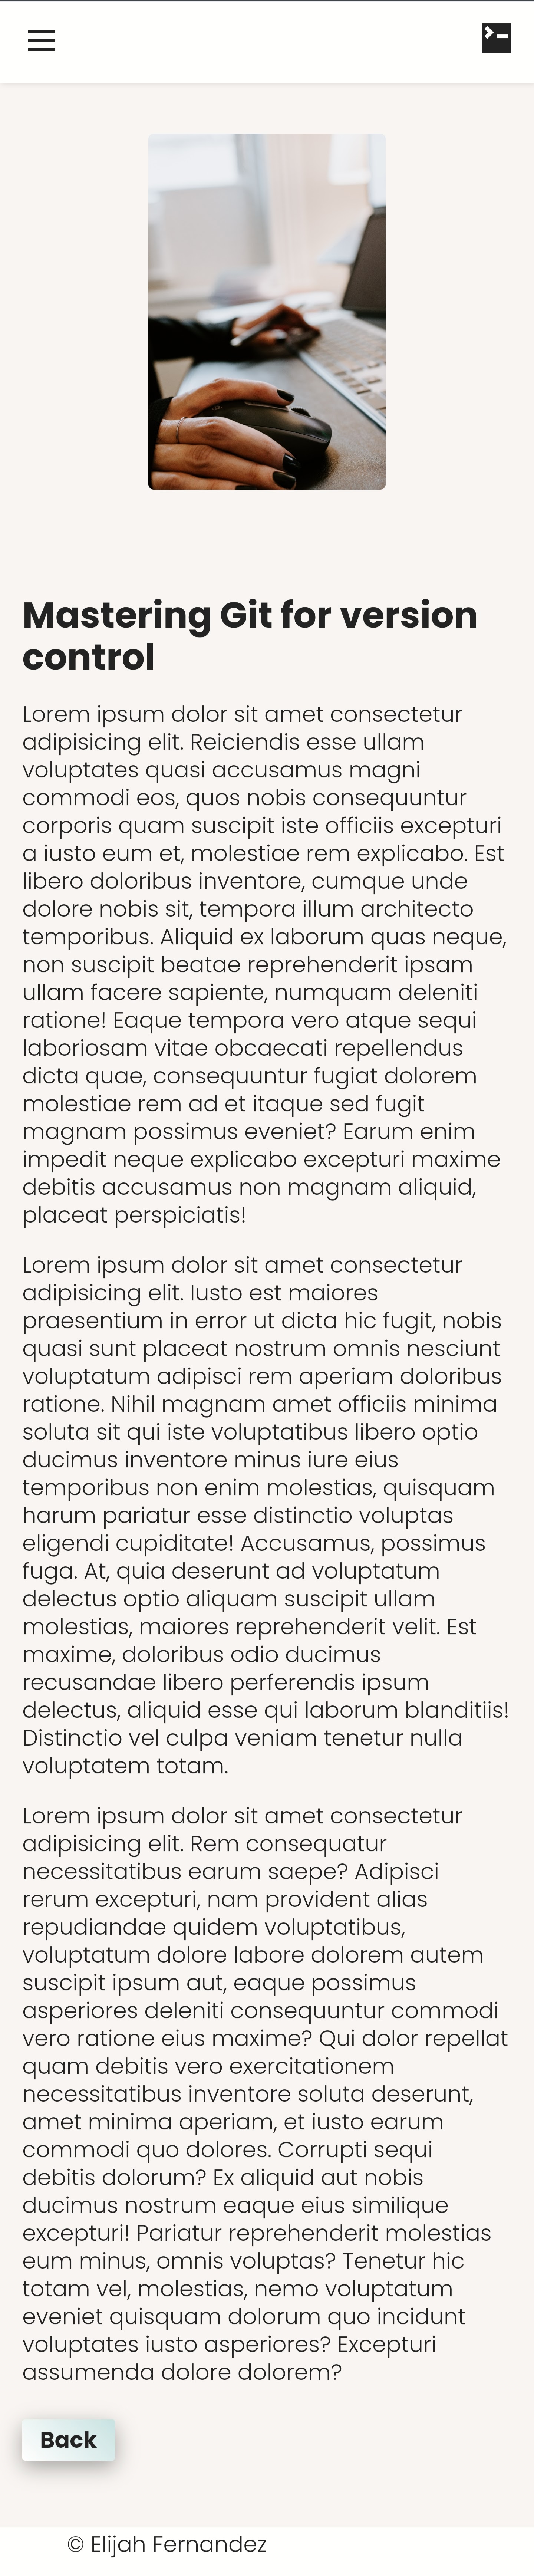 Mastering Git for version
control
Lorem ipsum dolor sit amet consectetur
adipisicing elit. Reiciendis esse ullam
voluptates quasi accusamus magni
commodi eos, quos nobis consequuntur
corporis quam suscipit iste officiis excepturi
a iusto eum et, molestiae rem explicabo. Est
libero doloribus inventore, cumque unde
dolore nobis sit, tempora illum architecto
temporibus. Aliquid ex laborum quas neque,
non suscipit beatae reprehenderit ipsam
ullam facere sapiente, numquam deleniti
ratione! Eaque tempora vero atque sequi
laboriosam vitae obcaecati repellendus
dicta quae, consequuntur fugiat dolorem
molestiae rem ad et itaque sed fugit
magnam possimus eveniet? Earum enim
impedit neque explicabo excepturi maxime
debitis accusamus non magnam aliquid,
placeat perspiciatis!
Lorem ipsum dolor sit amet consectetur
adipisicing elit. Iusto est maiores
praesentium in error ut dicta hic fugit, nobis
quasi sunt placeat nostrum omnis nesciunt
voluptatum adipisci rem aperiam doloribus
ratione. Nihil magnam amet officiis minima
soluta sit qui iste voluptatibus libero optio
ducimus inventore minus iure eius
temporibus non enim molestias, quisquam
harum pariatur esse distinctio voluptas
eligendi cupiditate! Accusamus, possimus
fuga. At, quia deserunt ad voluptatum
delectus optio aliquam suscipit ullam
molestias, maiores reprehenderit velit. Est
maxime, doloribus odio ducimus
recusandae libero perferendis ipsum
delectus, aliquid esse qui laborum blanditiis!
Distinctio vel culpa veniam tenetur nulla
voluptatem totam.
Lorem ipsum dolor sit amet consectetur
adipisicing elit. Rem consequatur
necessitatibus earum saepe? Adipisci
rerum excepturi, nam provident alias
repudiandae quidem voluptatibus,
voluptatum dolore labore dolorem autem
suscipit ipsum aut, eaque possimus
asperiores deleniti consequuntur commodi
vero ratione eius maxime? Qui dolor repellat
quam debitis vero exercitationem
necessitatibus inventore soluta deserunt,
amet minima aperiam, et iusto earum
commodi quo dolores. Corrupti sequi
debitis dolorum? Ex aliquid aut nobis
ducimus nostrum eaque eius similique
excepturi! Pariatur reprehenderit molestias
eum minus, omnis voluptas? Tenetur hic
totam vel, molestias, nemo voluptatum
eveniet quisquam dolorum quo incidunt
voluptates iusto asperiores? Excepturi
assumenda dolore dolorem?
Back
© Elijah Fernandez